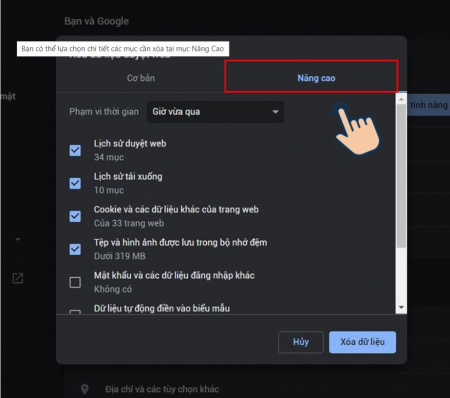 Bạn và Google
Bạn có thể lựa chọn chi tiết các mục cần xóa tại mục Nâng Cao
mật
Cơ bản
Nâng cao
Phạm vi thời gian
Giờ vừa qua
tính năng
Lịch sử duyệt web
34 mục
Lịch sử tải xuống
10 mục
Cookie và các dữ liệu khác của trang web
Của 33 trang web
Tệp và hình ảnh được lưu trong bộ nhớ đệm
Dưới 319 MB
Mật khẩu và các dữ liệu đăng nhập khác
Không có
Dữ liệu tự động điền vào biểu mẫu
Hủy
Xóa dữ liệu
Địa chỉ và các tùy chọn khác